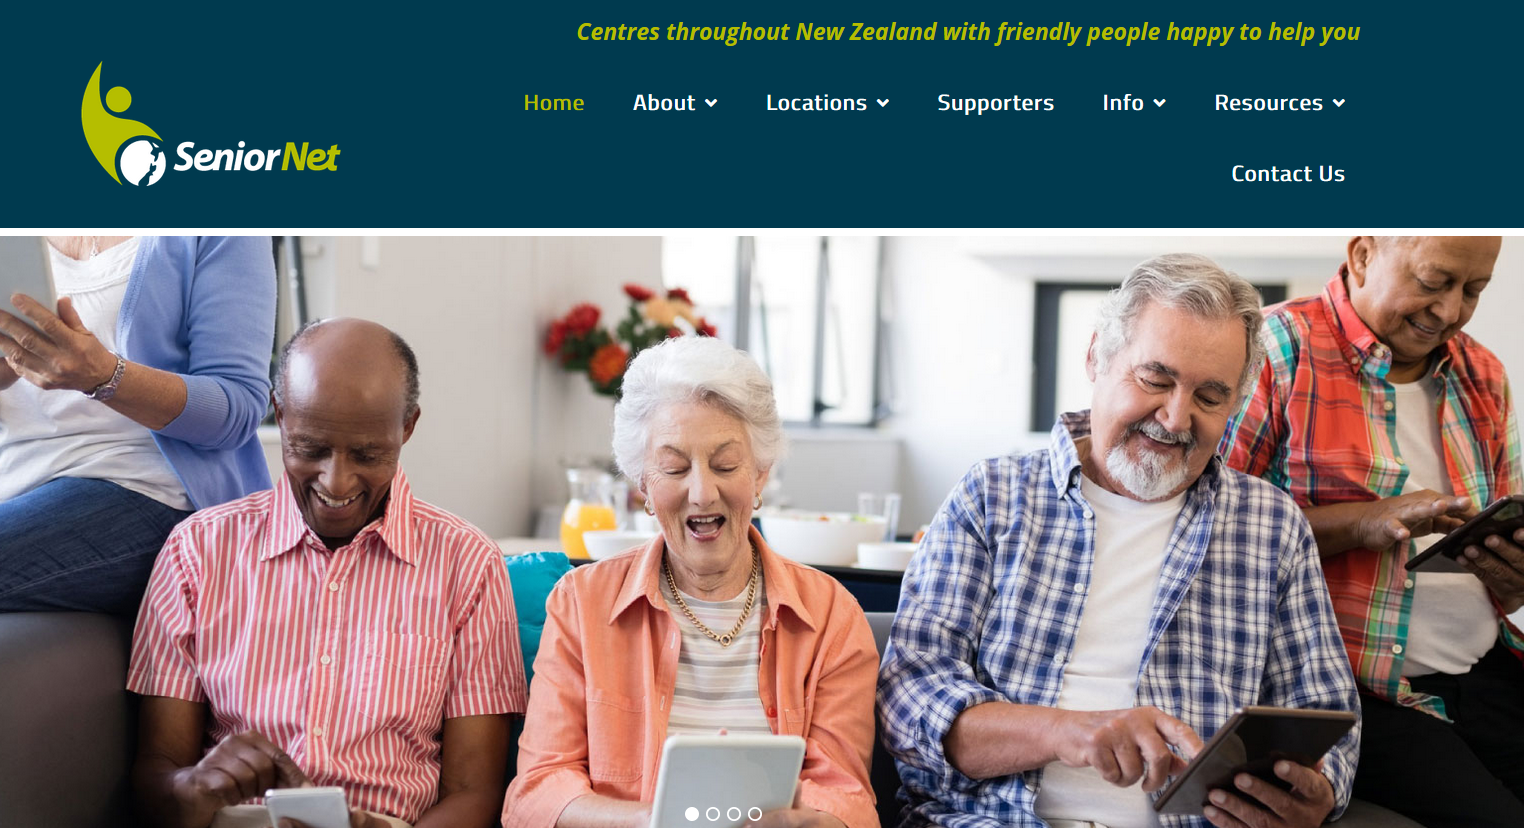 Centres throughout New Zealand with friendly people happy to help you
Home About Locations Supporters Info Resources
SeniorNet
Contact Us